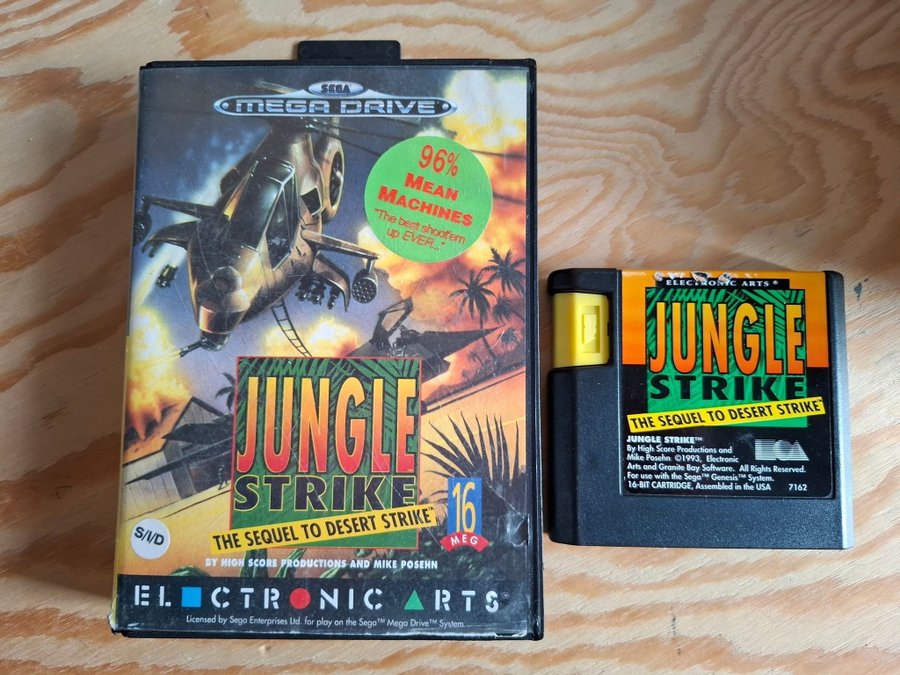 SEGA
MEGA DRIVE
96%
MEAN
MACHINES
"The best shoot'em
up EVER..."
JUNGLE
STRIKE
THE SEQUEL TO DESERT STRIKE™
16
MEG
S/I/D
BY HIGH SCORE PRODUCTIONS AND MIKE POSEHN
ELECTRONIC ARTS™
Licensed by Sega Enterprises Ltd. for play on the Sega™ Mega Drive™ System
ELECTRONIC ARTS®
JUNGLE
STRIKE
THE SEQUEL TO DESERT STRIKE™
JUNGLE STRIKE™
By High Score Productions and
Mike Posehn ©1993, Electronic
Arts and Granite Bay Software. All Rights Reserved.
For use with the Sega™ Genesis™ System.
16-BIT CARTRIDGE, Assembled in the USA 7162